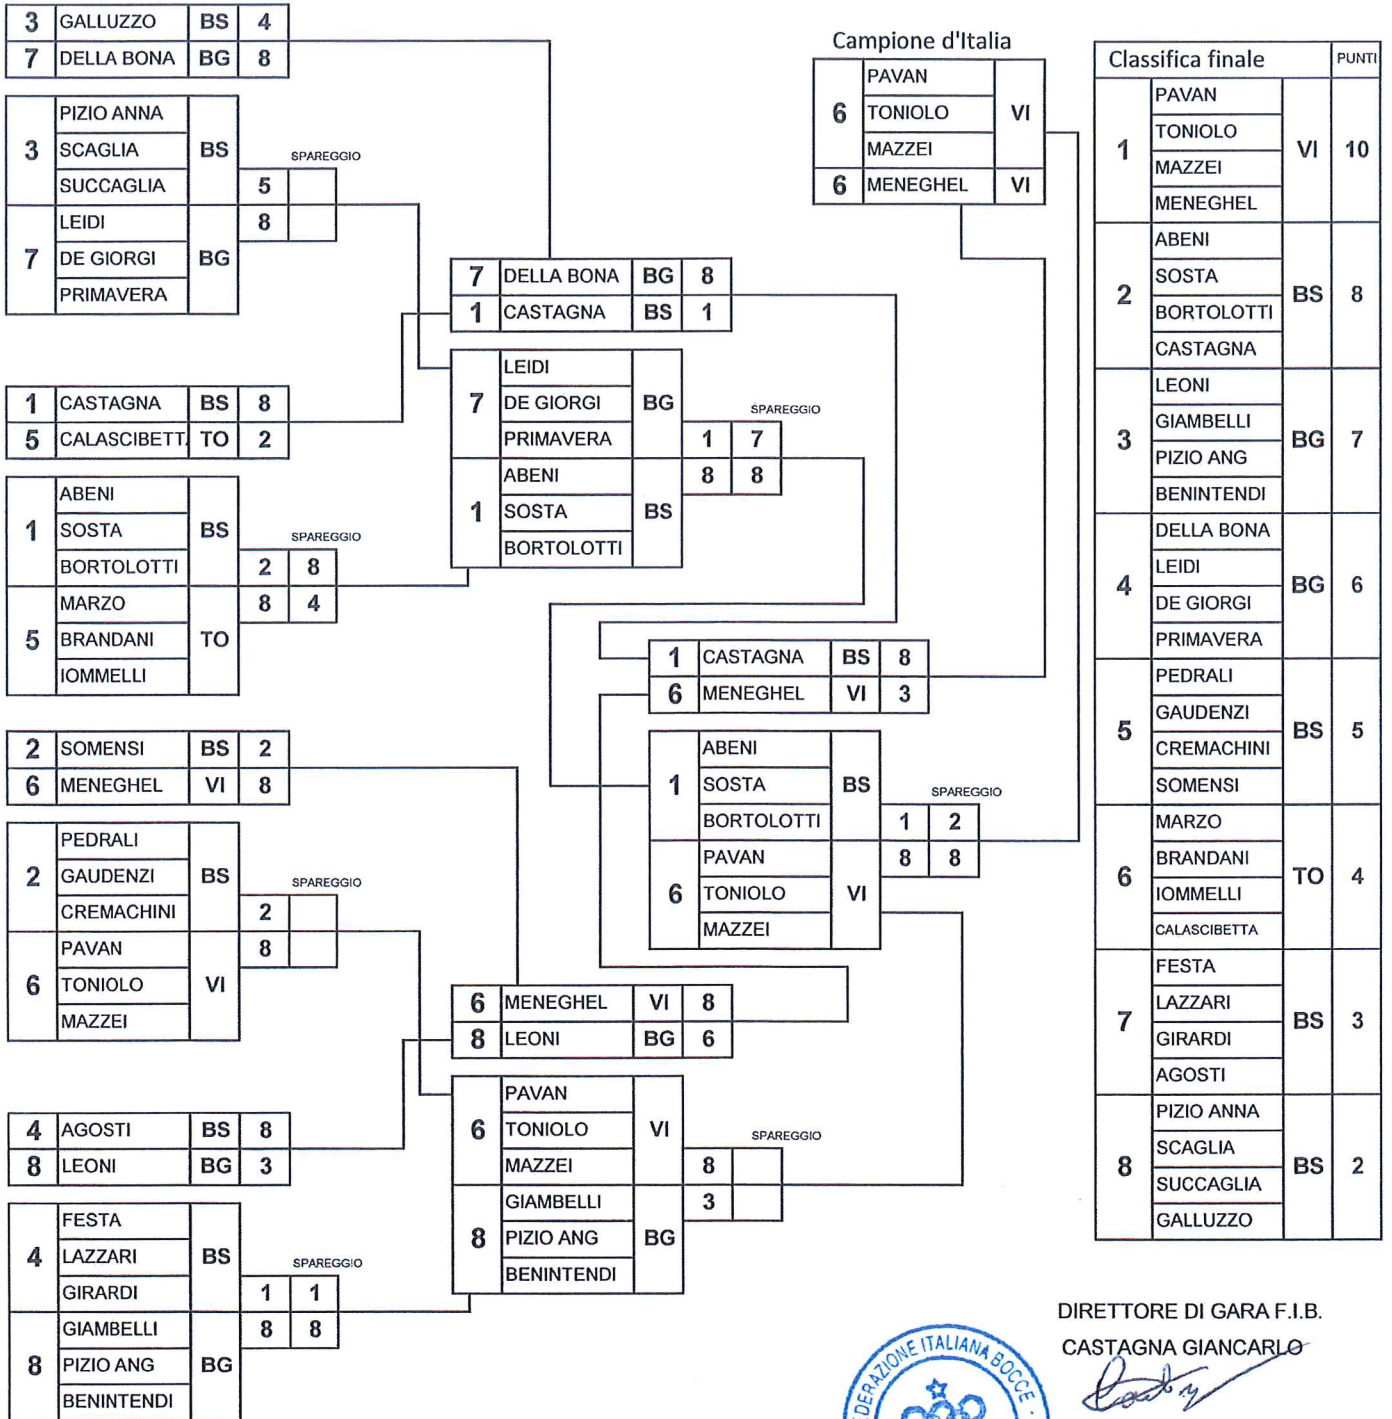 3 GALLUZZO BS 4
7 DELLA BONA BG 8
PIZIO ANNA
3 SCAGLIA BS
SPAREGGIO
SUCCAGLIA 5
LEIDI 8
7 DE GIORGI BG
PRIMAVERA
1 CASTAGNA BS 8
5 CALASCIBETT TO 2
ABENI
1 SOSTA BS
SPAREGGIO
BORTOLOTTI 2 8
MARZO 8 4
5 BRANDANI TO
IOMMELLI
2 SOMENSI BS 2
6 MENEGHEL VI 8
PEDRALI
2 GAUDENZI BS
SPAREGGIO
CREMACHINI 2
PAVAN 8
6 TONIOLO VI
MAZZEI
4 AGOSTI BS 8
8 LEONI BG 3
FESTA
4 LAZZARI BS
SPAREGGIO
GIRARDI 1 1
GIAMBELLI 8 8
8 PIZIO ANG BG
BENINTENDI
7 DELLA BONA BG 8
1 CASTAGNA BS 1
LEIDI
7 DE GIORGI BG
SPAREGGIO
PRIMAVERA 1 7
ABENI 8 8
1 SOSTA BS
BORTOLOTTI
6 MENEGHEL VI 8
8 LEONI BG 6
PAVAN
6 TONIOLO VI
SPAREGGIO
MAZZEI 8
GIAMBELLI 3
8 PIZIO ANG BG
BENINTENDI
1 CASTAGNA BS 8
6 MENEGHEL VI 3
ABENI
1 SOSTA BS
SPAREGGIO
BORTOLOTTI 1 2
PAVAN 8 8
6 TONIOLO VI
MAZZEI
Campione d'Italia
PAVAN
6 TONIOLO VI
MAZZEI
6 MENEGHEL VI
Classifica finale PUNTI
PAVAN
TONIOLO
1 VI 10
MAZZEI
MENEGHEL
ABENI
SOSTA
2 BS 8
BORTOLOTTI
CASTAGNA
LEONI
GIAMBELLI
3 BG 7
PIZIO ANG
BENINTENDI
DELLA BONA
LEIDI
4 BG 6
DE GIORGI
PRIMAVERA
PEDRALI
GAUDENZI
5 BS 5
CREMACHINI
SOMENSI
MARZO
BRANDANI
6 TO 4
IOMMELLI
CALASCIBETTA
FESTA
LAZZARI
7 BS 3
GIRARDI
AGOSTI
PIZIO ANNA
SCAGLIA
8 BS 2
SUCCAGLIA
GALLUZZO
DIRETTORE DI GARA F.I.B.
CASTAGNA GIANCARLO
ITALIANA BOCCE